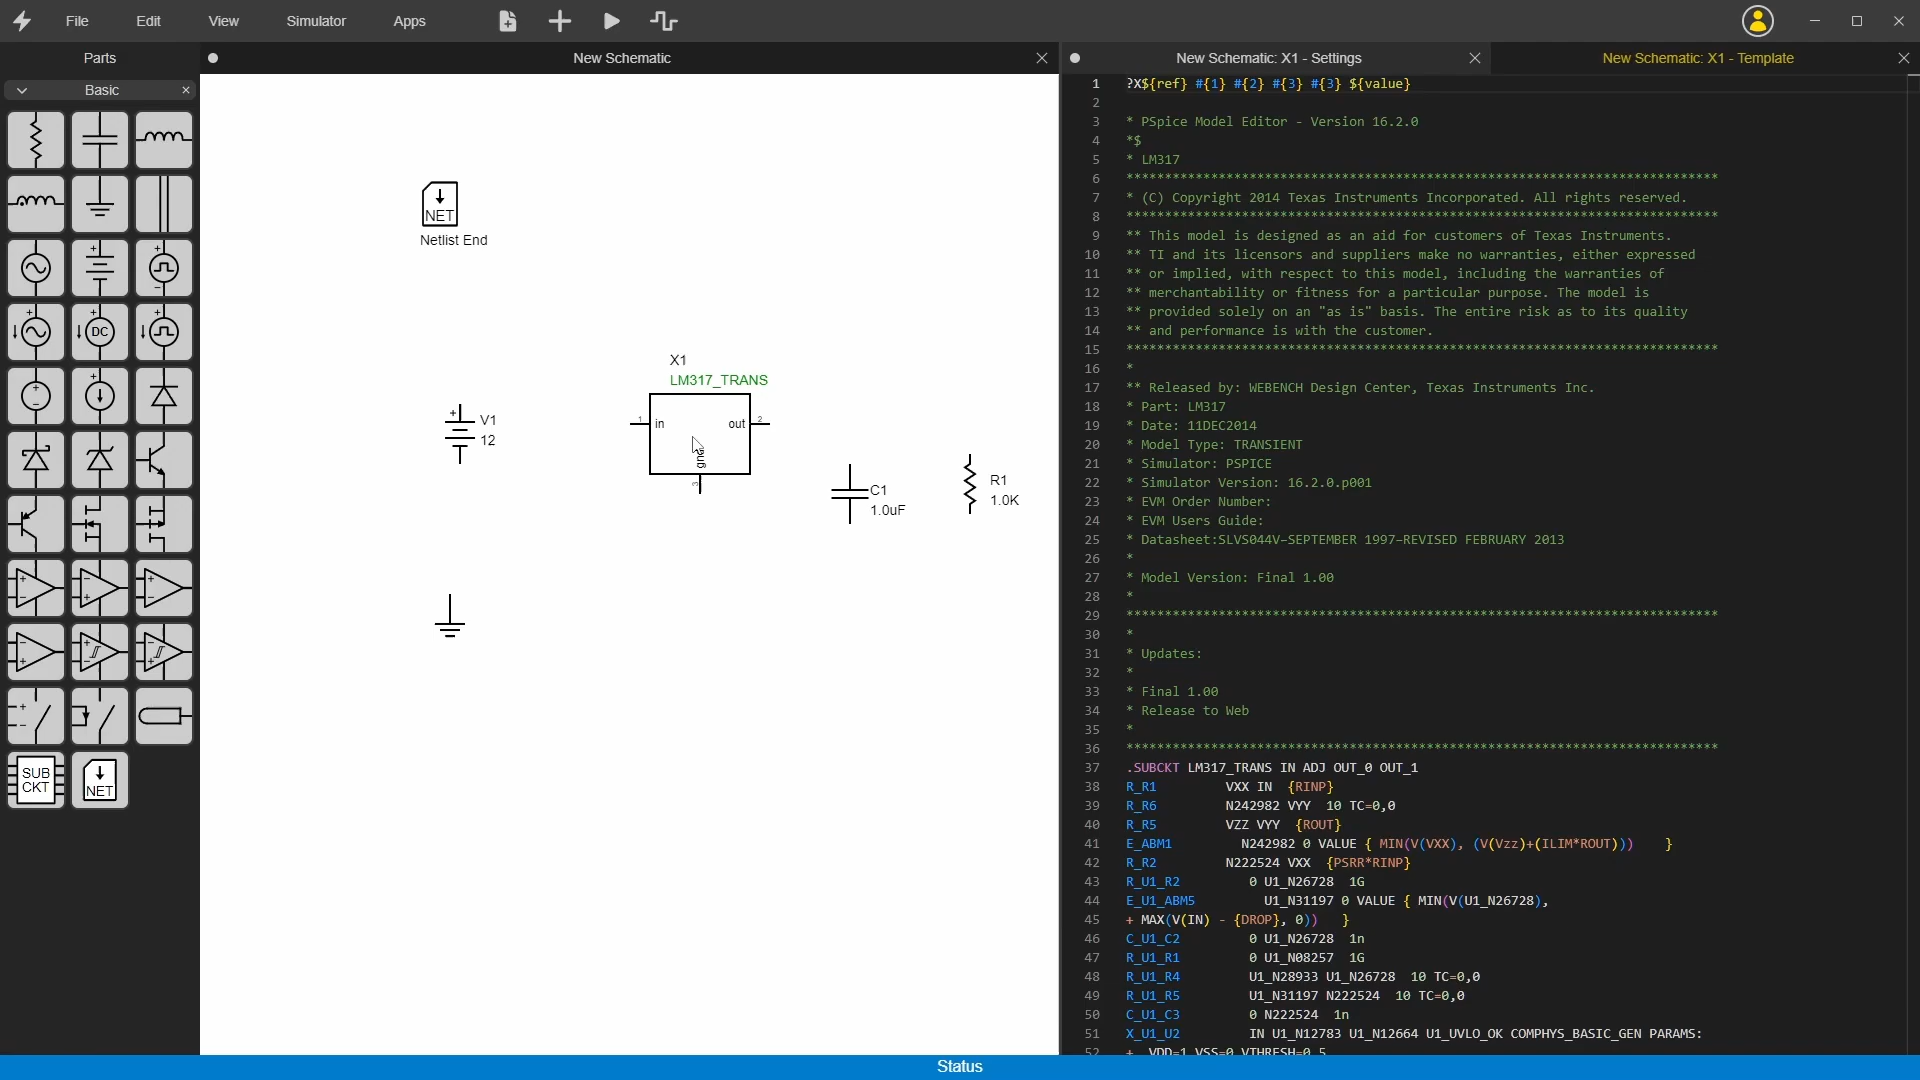 File Edit View Simulator Apps
Parts
Basic
DC
SUB
CKT
NET
New Schematic
NET
Netlist End
V1
12
X1
LM317_TRANS
1
in
out
2
gnd
3
C1
1.0uF
R1
1.0K
New Schematic: X1 - Settings
New Schematic: X1 - Template
1 ?X${ref} #{1} #{2} #{3} #{3} ${value}
2
3 * PSpice Model Editor - Version 16.2.0
4 *$
5 * LM317
6 *****************************************************************************
7 * (C) Copyright 2014 Texas Instruments Incorporated. All rights reserved.
8 *****************************************************************************
9 ** This model is designed as an aid for customers of Texas Instruments.
10 ** TI and its licensors and suppliers make no warranties, either expressed
11 ** or implied, with respect to this model, including the warranties of
12 ** merchantability or fitness for a particular purpose. The model is
13 ** provided solely on an "as is" basis. The entire risk as to its quality
14 ** and performance is with the customer.
15 *****************************************************************************
16 *
17 ** Released by: WEBENCH Design Center, Texas Instruments Inc.
18 * Part: LM317
19 * Date: 11DEC2014
20 * Model Type: TRANSIENT
21 * Simulator: PSPICE
22 * Simulator Version: 16.2.0.p001
23 * EVM Order Number:
24 * EVM Users Guide:
25 * Datasheet:SLVS044V–SEPTEMBER 1997–REVISED FEBRUARY 2013
26 *
27 * Model Version: Final 1.00
28 *
29 *****************************************************************************
30 *
31 * Updates:
32 *
33 * Final 1.00
34 * Release to Web
35 *
36 *****************************************************************************
37 .SUBCKT LM317_TRANS IN ADJ OUT_0 OUT_1
38 R_R1 VXX IN {RINP}
39 R_R6 N242982 VYY 10 TC=0,0
40 R_R5 VZZ VYY {ROUT}
41 E_ABM1 N242982 0 VALUE { MIN(V(VXX), (V(Vzz)+(ILIM*ROUT))) }
42 R_R2 N222524 VXX {PSRR*RINP}
43 R_U1_R2 0 U1_N26728 1G
44 E_U1_ABM5 U1_N31197 0 VALUE { MIN(V(U1_N26728),
45 + MAX(V(IN) - {DROP}, 0)) }
46 C_U1_C2 0 U1_N26728 1n
47 R_U1_R1 0 U1_N08257 1G
48 R_U1_R4 U1_N28933 U1_N26728 10 TC=0,0
49 R_U1_R5 U1_N31197 N222524 10 TC=0,0
50 C_U1_C3 0 N222524 1n
51 X_U1_U2 IN U1_N12783 U1_N12664 U1_UVLO_OK COMPHYS_BASIC_GEN PARAMS:
52 + VDD=1 VSS=0 VTHRESH=0.5
Status